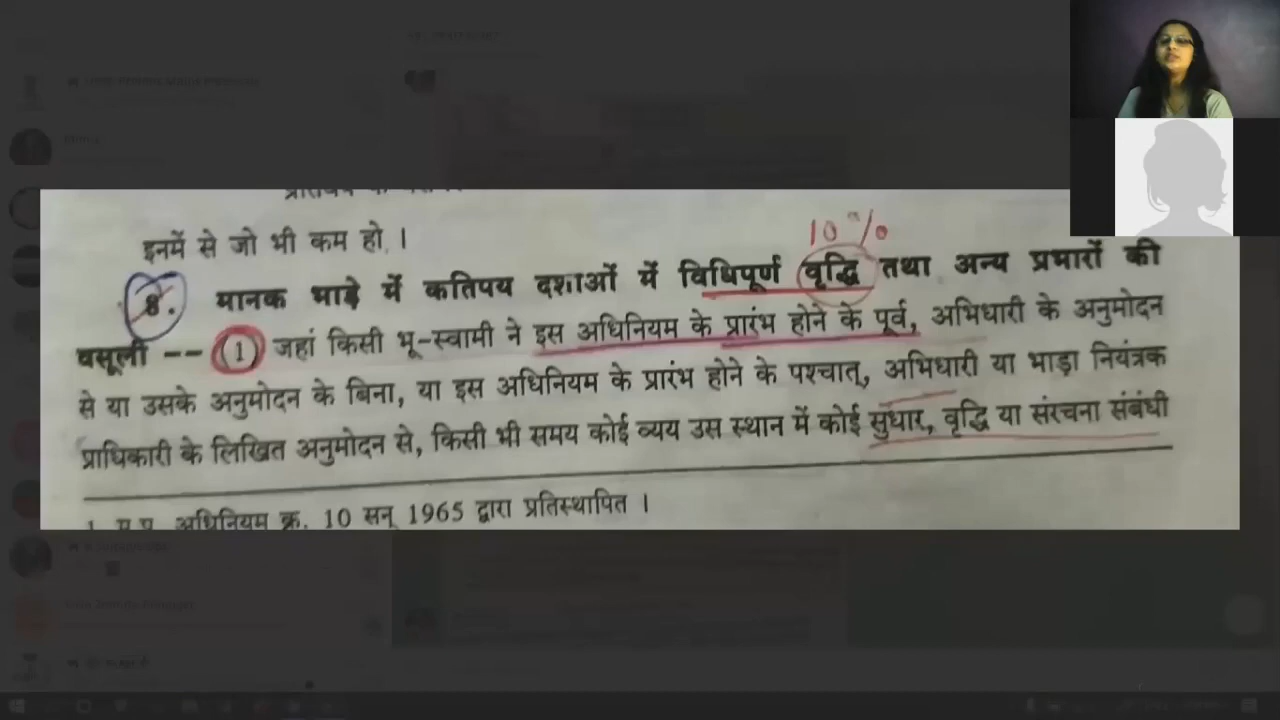 इनमें से जो भी कम हो ।
10%
8. मानक भाड़े में कतिपय दशाओं में विधिपूर्ण वृद्धि तथा अन्य प्रभारों की
वसूली -- (1) जहां किसी भू-स्वामी ने इस अधिनियम के प्रारंभ होने के पूर्व, अभिधारी के अनुमोदन
से या उसके अनुमोदन के बिना, या इस अधिनियम के प्रारंभ होने के पश्चात्, अभिधारी या भाड़ा नियंत्रक
प्राधिकारी के लिखित अनुमोदन से, किसी भी समय कोई व्यय उस स्थान में कोई सुधार, वृद्धि या संरचना संबंधी
1. म.प्र. अधिनियम क्र. 10 सन् 1965 द्वारा प्रतिस्थापित ।